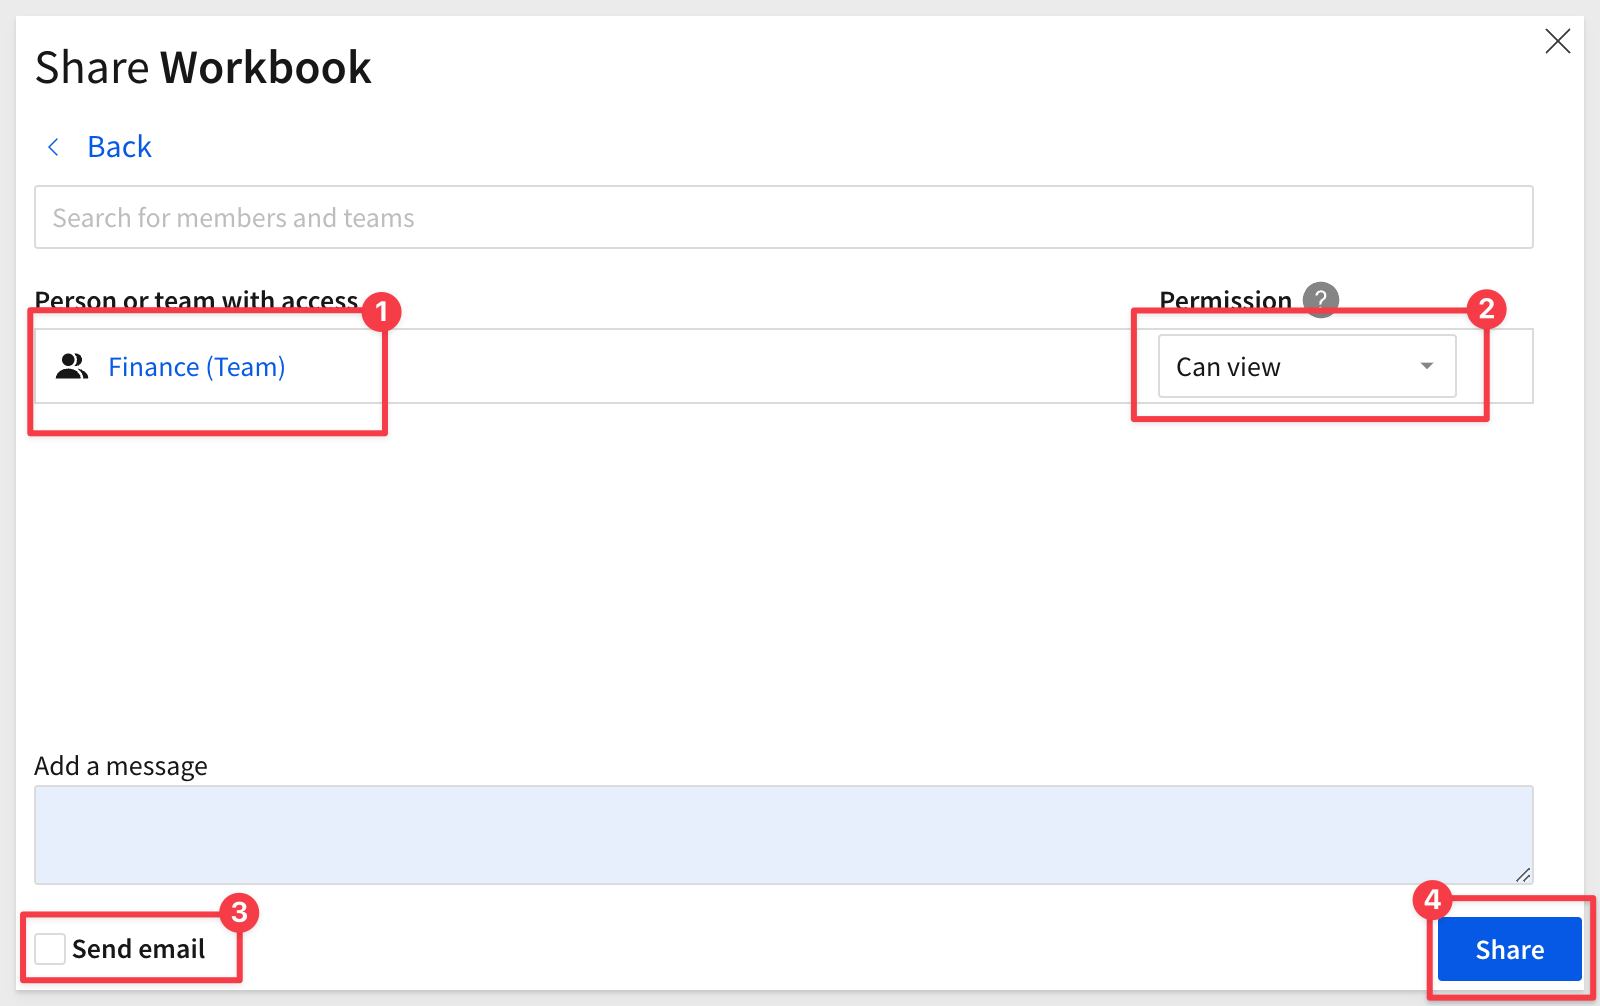 Share Workbook
Back
Search for members and teams
Person or team with access
1
Permission ?
2
Finance (Team)
Can view
Add a message
3
4
Send email
Share